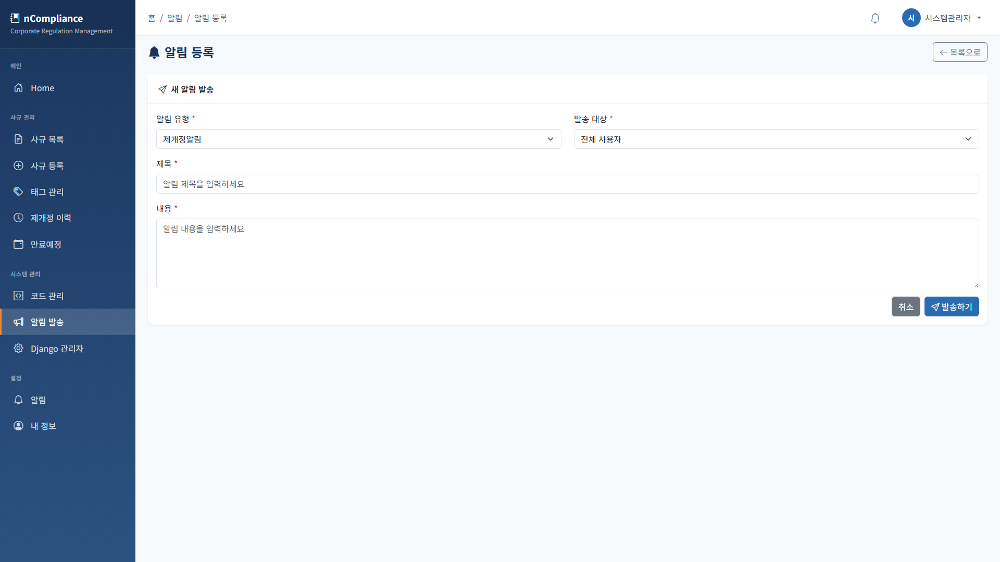 nCompliance
Corporate Regulation Management
메인
Home
사규 관리
사규 목록
사규 등록
태그 관리
제개정 이력
만료예정
시스템 관리
코드 관리
알림 발송
Django 관리자
설정
알림
내 정보
홈 / 알림 / 알림 등록
시 시스템관리자
알림 등록
목록으로
새 알림 발송
알림 유형 *
제개정알림
발송 대상 *
전체 사용자
제목 *
알림 제목을 입력하세요
내용 *
알림 내용을 입력하세요
취소
발송하기